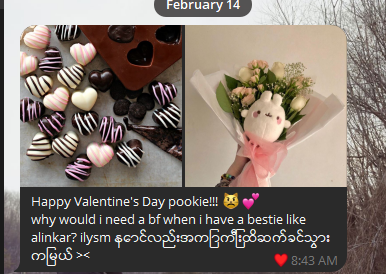 February 14
Happy Valentine's Day pookie!!! 😾💕
why would i need a bf when i have a bestie like
alinkar? ilysm နောင်လည်းအကြာကြီးထိဆက်ခင်သွား
ကြမယ် ><
8:43 AM